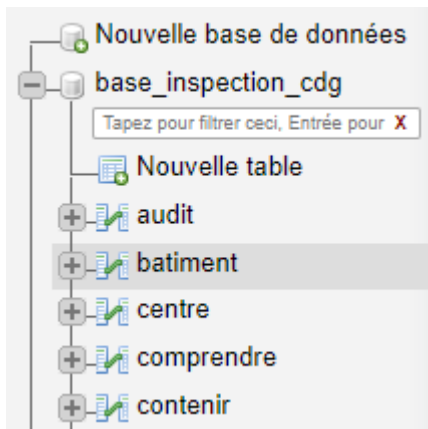 Nouvelle base de données
base_inspection_cdg
Tapez pour filtrer ceci, Entrée pour X
Nouvelle table
audit
batiment
centre
comprendre
contenir